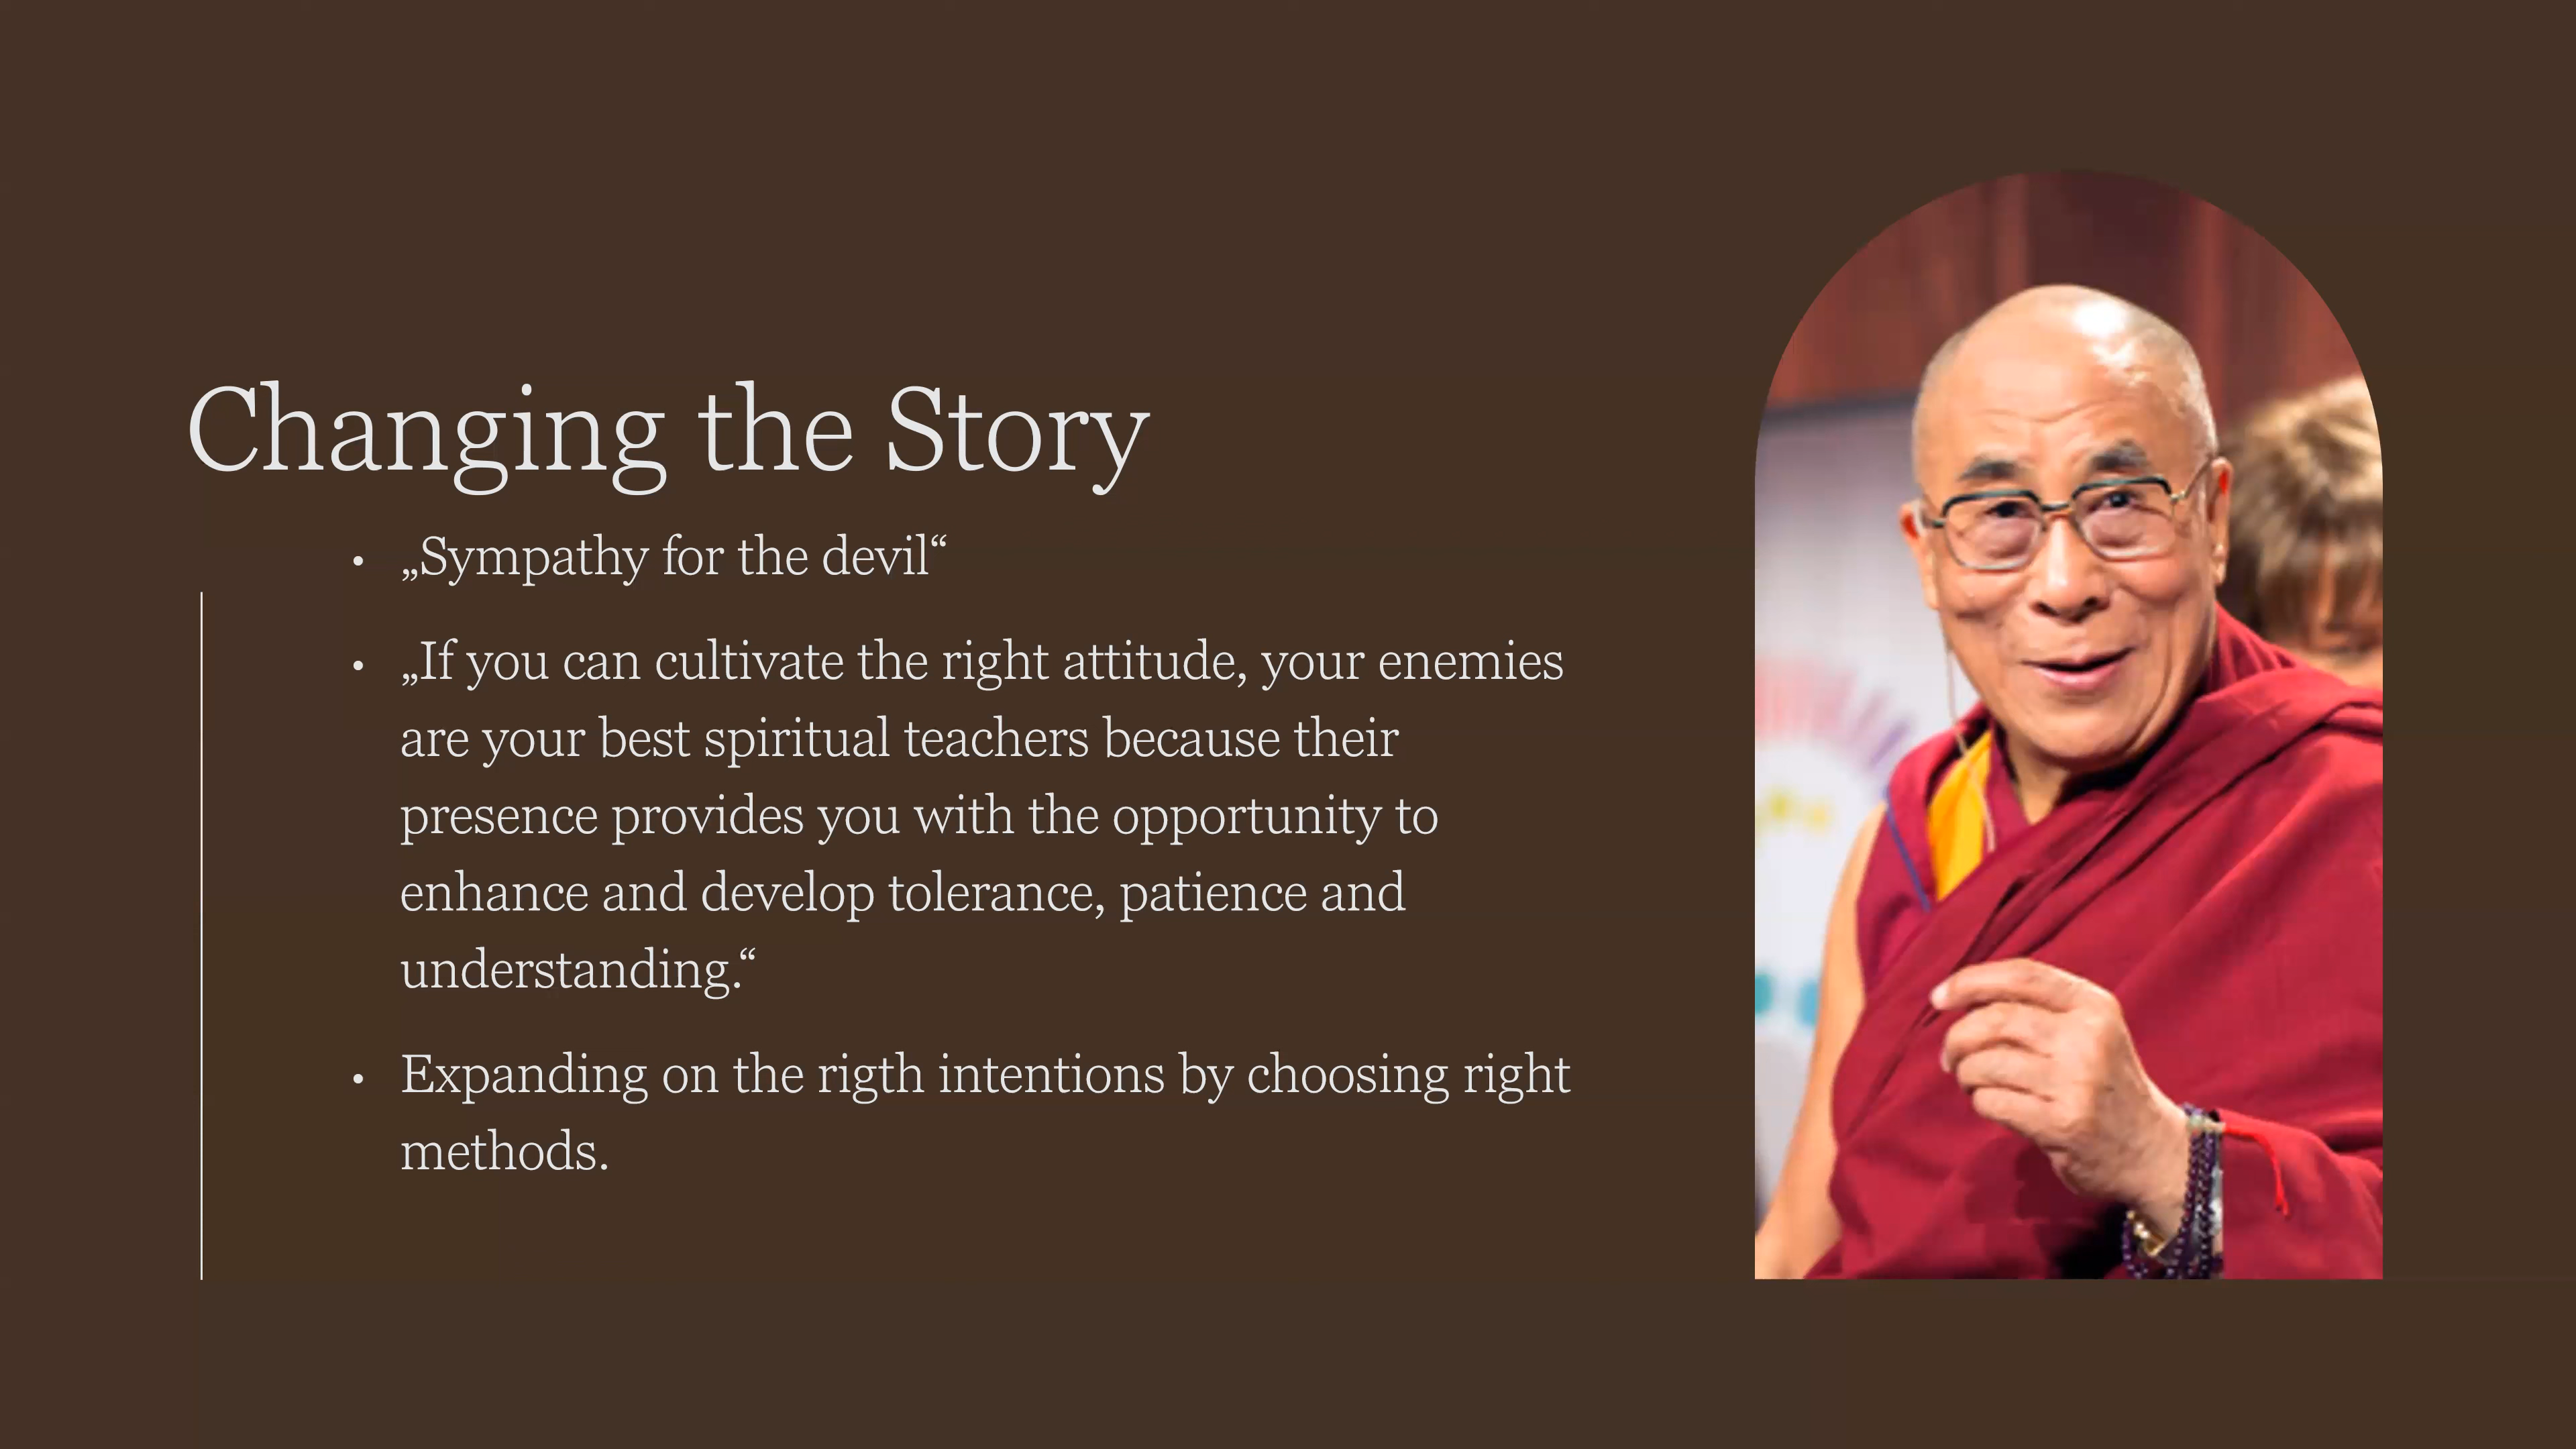 Changing the Story
• „Sympathy for the devil“
• „If you can cultivate the right attitude, your enemies
are your best spiritual teachers because their
presence provides you with the opportunity to
enhance and develop tolerance, patience and
understanding.“
• Expanding on the rigth intentions by choosing right
methods.